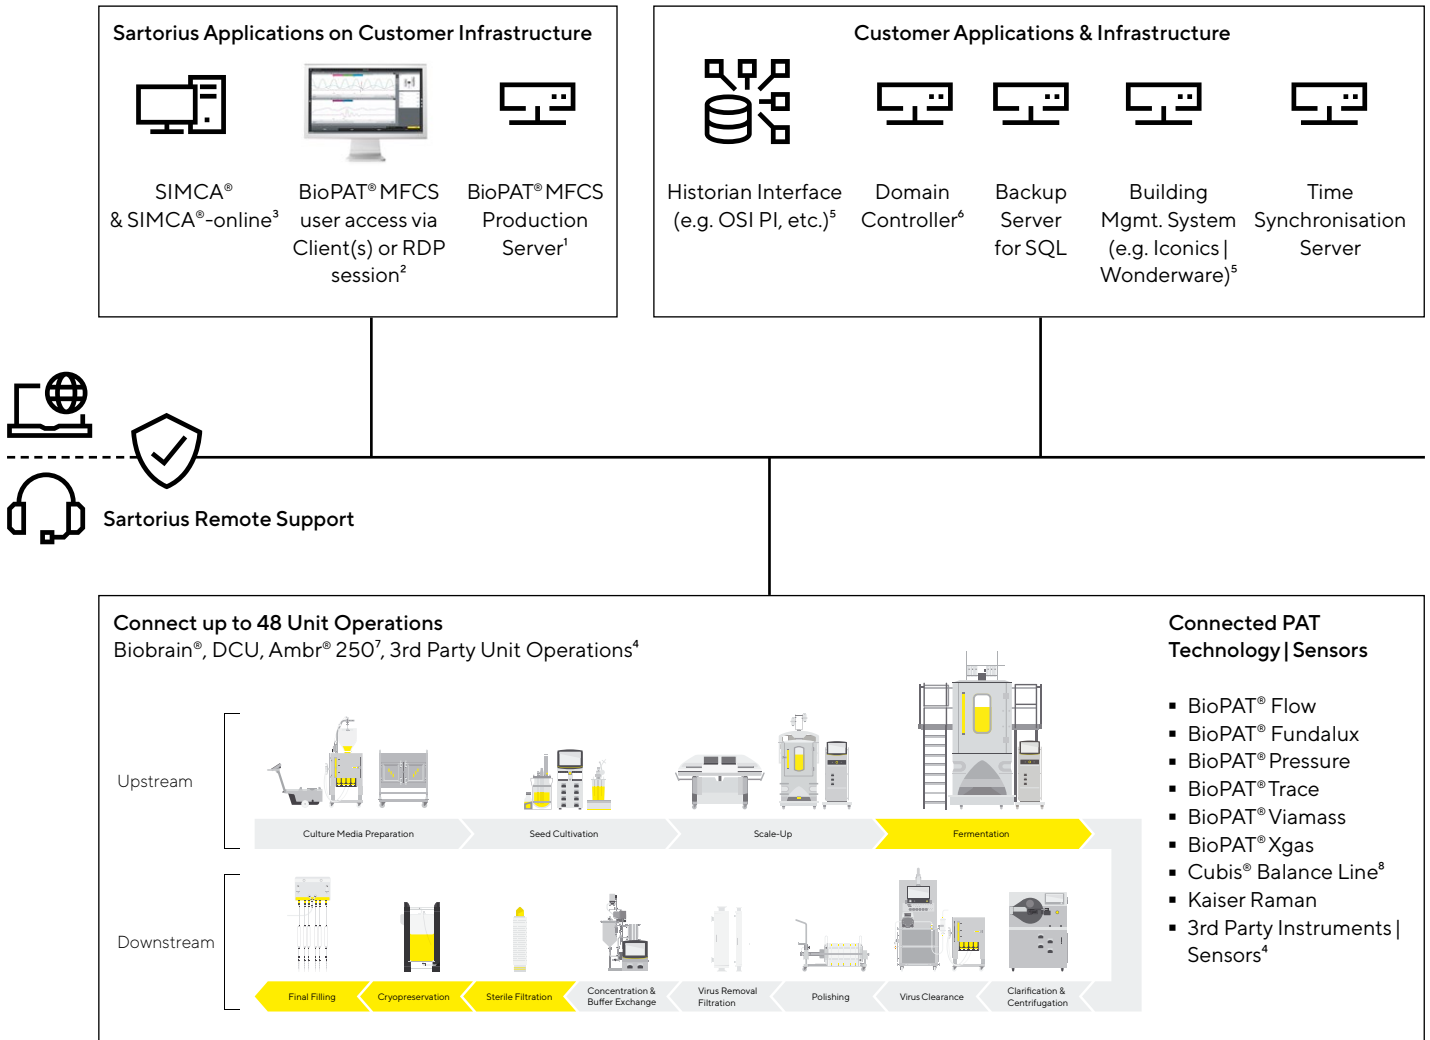 Sartorius Applications on Customer Infrastructure
SIMCA®
& SIMCA®-online³
BioPAT® MFCS
user access via
Client(s) or RDP
session²
BioPAT® MFCS
Production
Server¹
Customer Applications & Infrastructure
Historian Interface
(e.g. OSI PI, etc.)⁵
Domain
Controller⁶
Backup
Server
for SQL
Building
Mgmt. System
(e.g. Iconics |
Wonderware)⁵
Time
Synchronisation
Server
Sartorius Remote Support
Connect up to 48 Unit Operations
Biobrain®, DCU, Ambr® 250⁷, 3rd Party Unit Operations⁴
Upstream
Culture Media Preparation
Seed Cultivation
Scale-Up
Fermentation
Downstream
Final Filling
Cryopreservation
Sterile Filtration
Concentration &
Buffer Exchange
Virus Removal
Filtration
Polishing
Virus Clearance
Clarification &
Centrifugation
Connected PAT
Technology | Sensors
▪ BioPAT® Flow
▪ BioPAT® Fundalux
▪ BioPAT® Pressure
▪ BioPAT® Trace
▪ BioPAT® Viamass
▪ BioPAT® Xgas
▪ Cubis® Balance Line⁸
▪ Kaiser Raman
▪ 3rd Party Instruments |
Sensors⁴